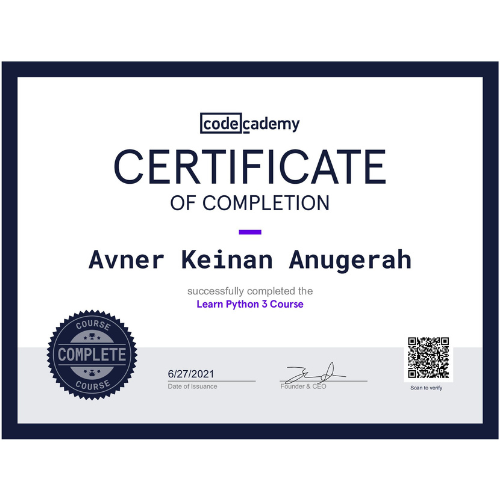 codecademy
CERTIFICATE
OF COMPLETION
Avner Keinan Anugerah
successfully completed the
Learn Python 3 Course
COURSE
COMPLETE
COURSE
6/27/2021
Date of Issuance
Founder & CEO
Scan to verify